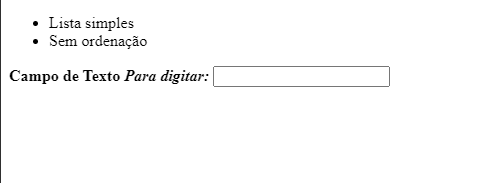 Lista simples
Sem ordenação
Campo de Texto Para digitar: